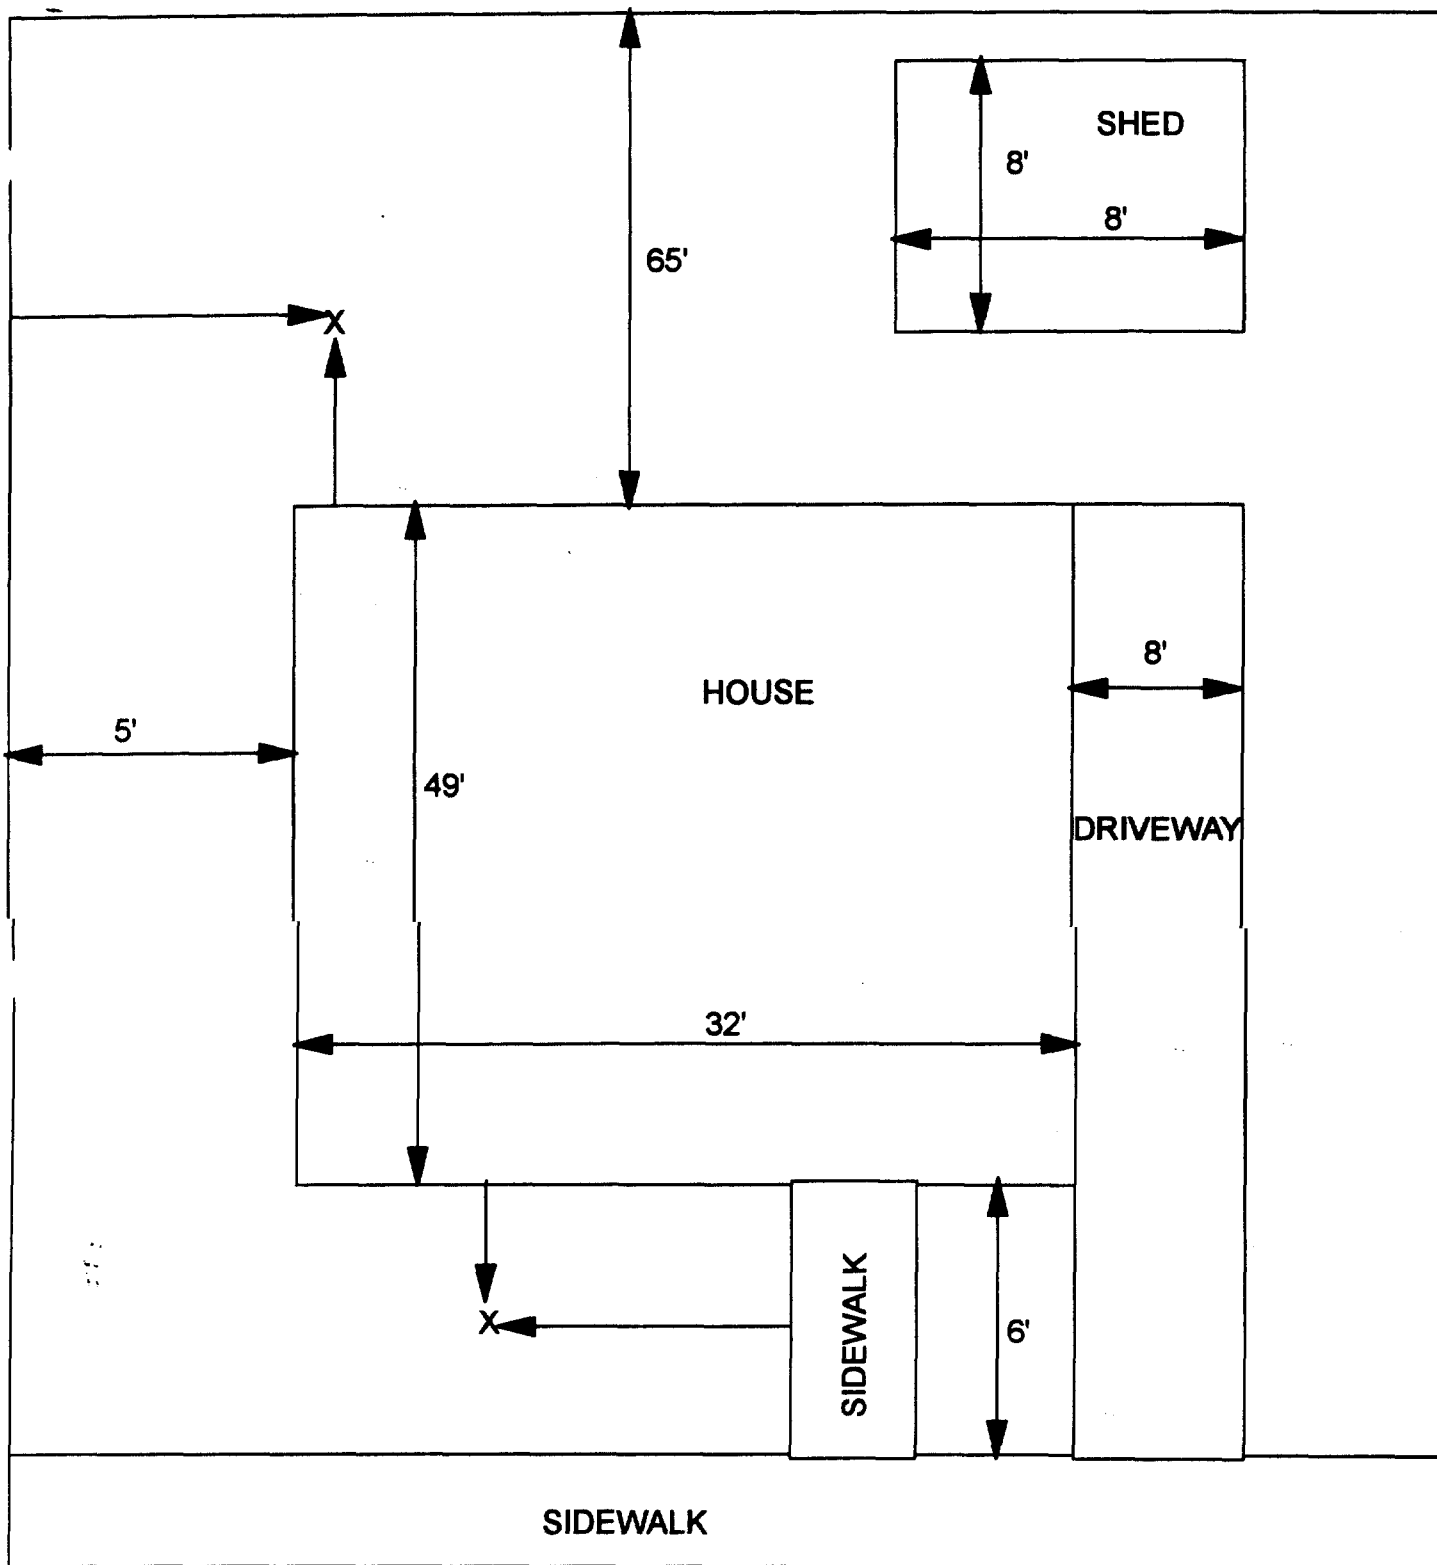 SHED
8'
8'
65'
X
HOUSE
8'
5'
49'
DRIVEWAY
32'
X
SIDEWALK
6'
SIDEWALK